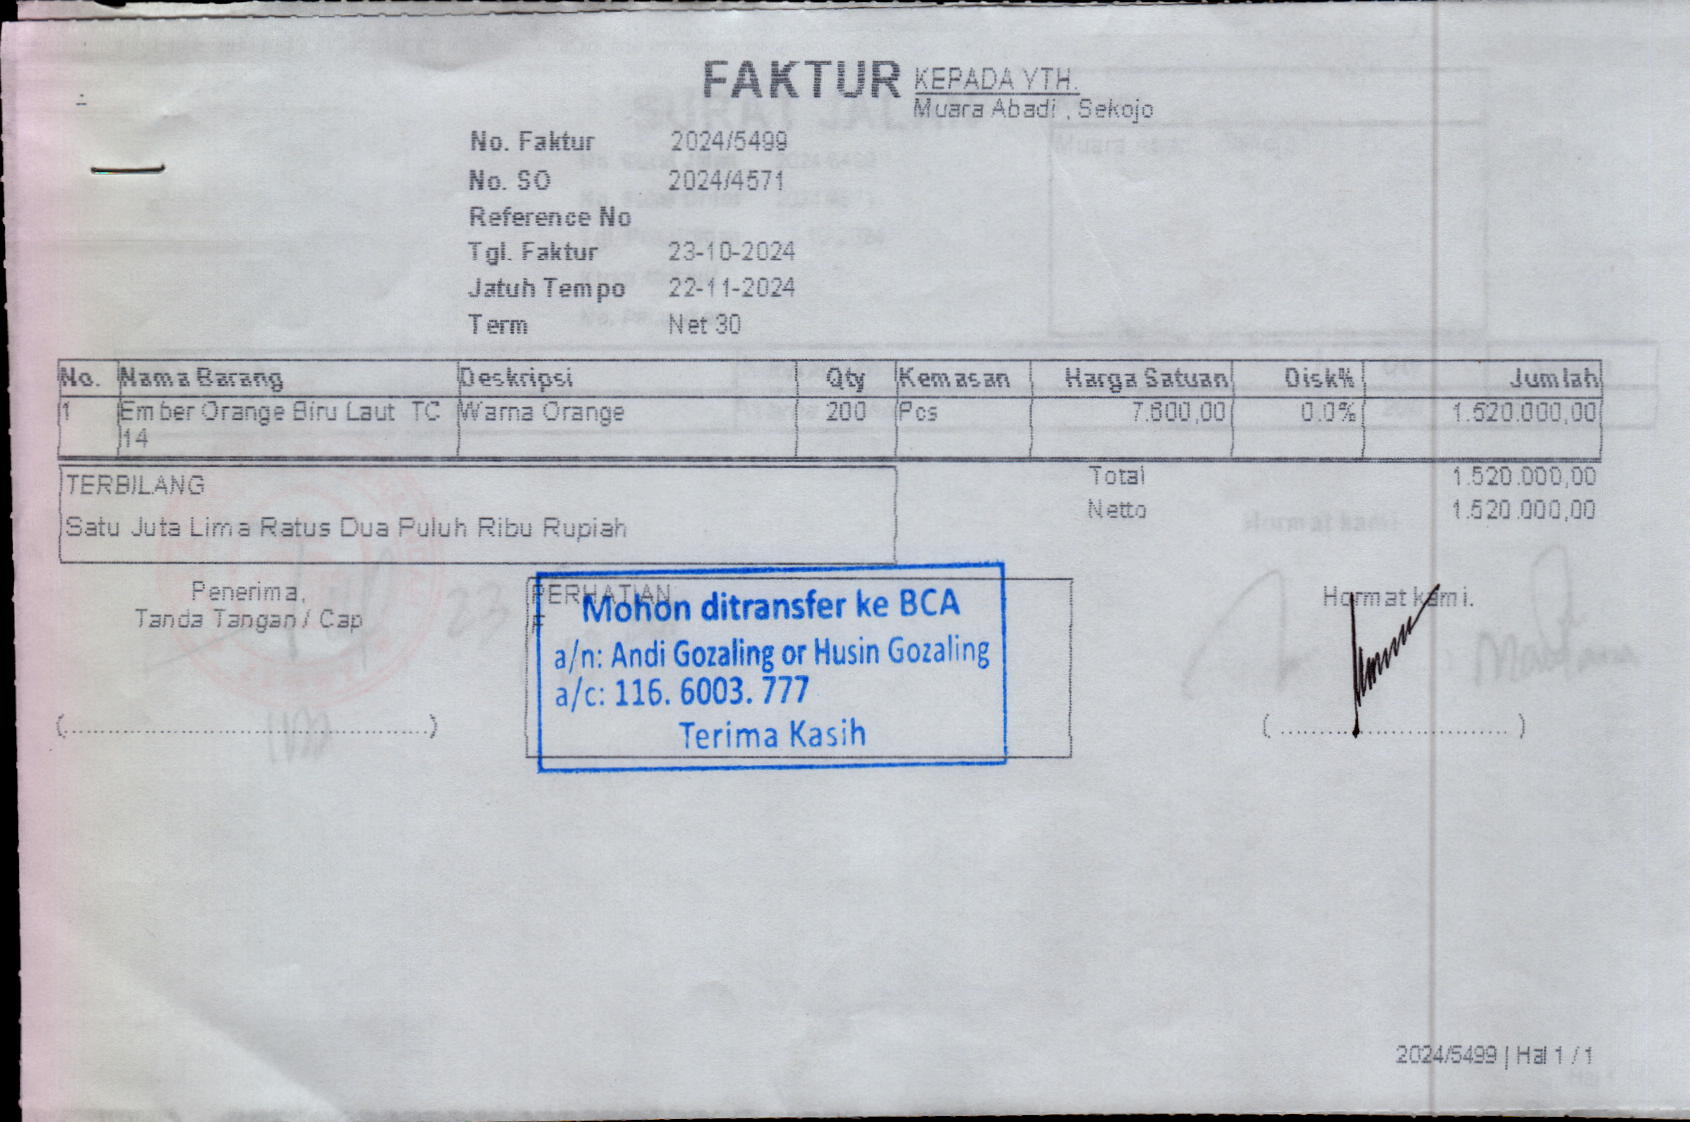 FAKTUR
KEPADA YTH.
Muara Abadi , Sekojo
No. Faktur 2024/5499
No. SO 2024/4571
Reference No
Tgl. Faktur 23-10-2024
Jatuh Tempo 22-11-2024
Term Net 30
No. Nama Barang Deskripsi Qty Kemasan Harga Satuan Disk% Jumlah
1 Ember Orange Biru Laut TC Warna Orange 200 Pcs 7.600,00 0.0% 1.520.000,00
14
TERBILANG
Satu Juta Lima Ratus Dua Puluh Ribu Rupiah
Total 1.520.000,00
Netto 1.520.000,00
Penerima,
Tanda Tangan / Cap
(............................................)
PERHATIAN
Mohon ditransfer ke BCA
a/n: Andi Gozaling or Husin Gozaling
a/c: 116. 6003. 777
Terima Kasih
Hormat kami.
( ............................ )
2024/5499 | Hal 1 / 1